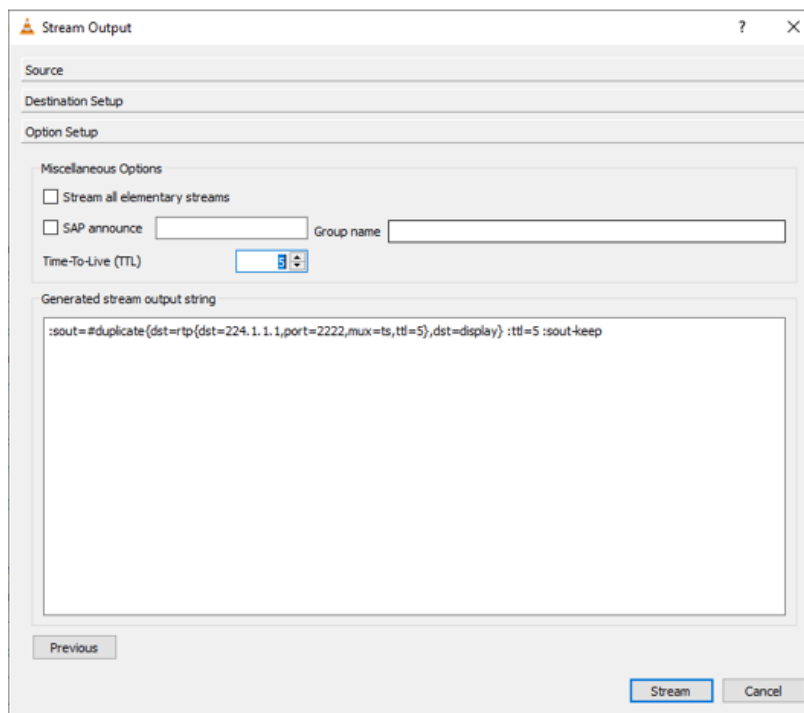 Stream Output
?
Source
Destination Setup
Option Setup
Miscellaneous Options
Stream all elementary streams
SAP announce Group name
Time-To-Live (TTL) 5
Generated stream output string
:sout=#duplicate{dst=rtp{dst=224.1.1.1,port=2222,mux=ts,ttl=5},dst=display} :ttl=5 :sout-keep
Previous
Stream Cancel